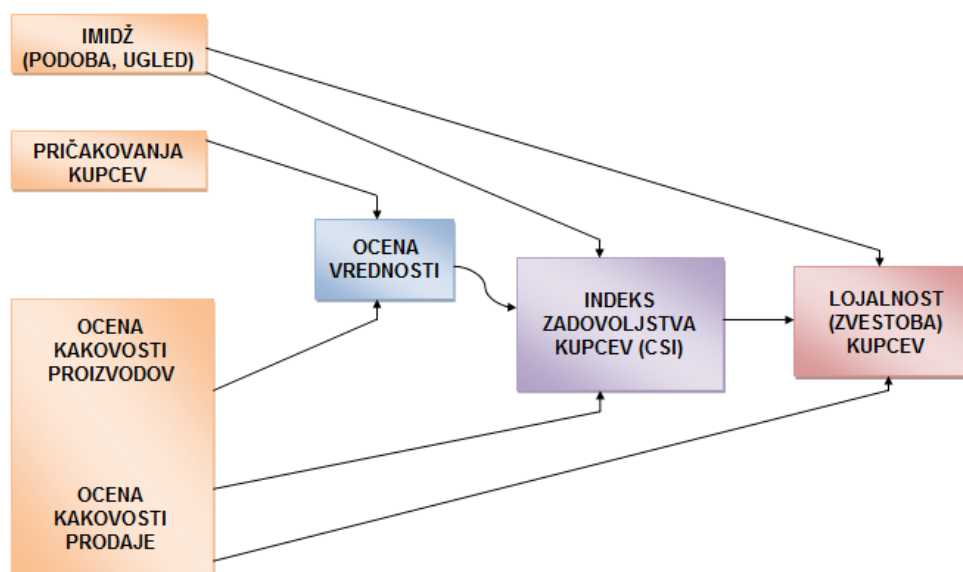 IMIDŽ
(PODOBA, UGLED)
PRIČAKOVANJA
KUPCEV
OCENA
VREDNOSTI
OCENA
KAKOVOSTI
PROIZVODOV
INDEKS
ZADOVOLJSTVA
KUPCEV (CSI)
LOJALNOST
(ZVESTOBA)
KUPCEV
OCENA
KAKOVOSTI
PRODAJE